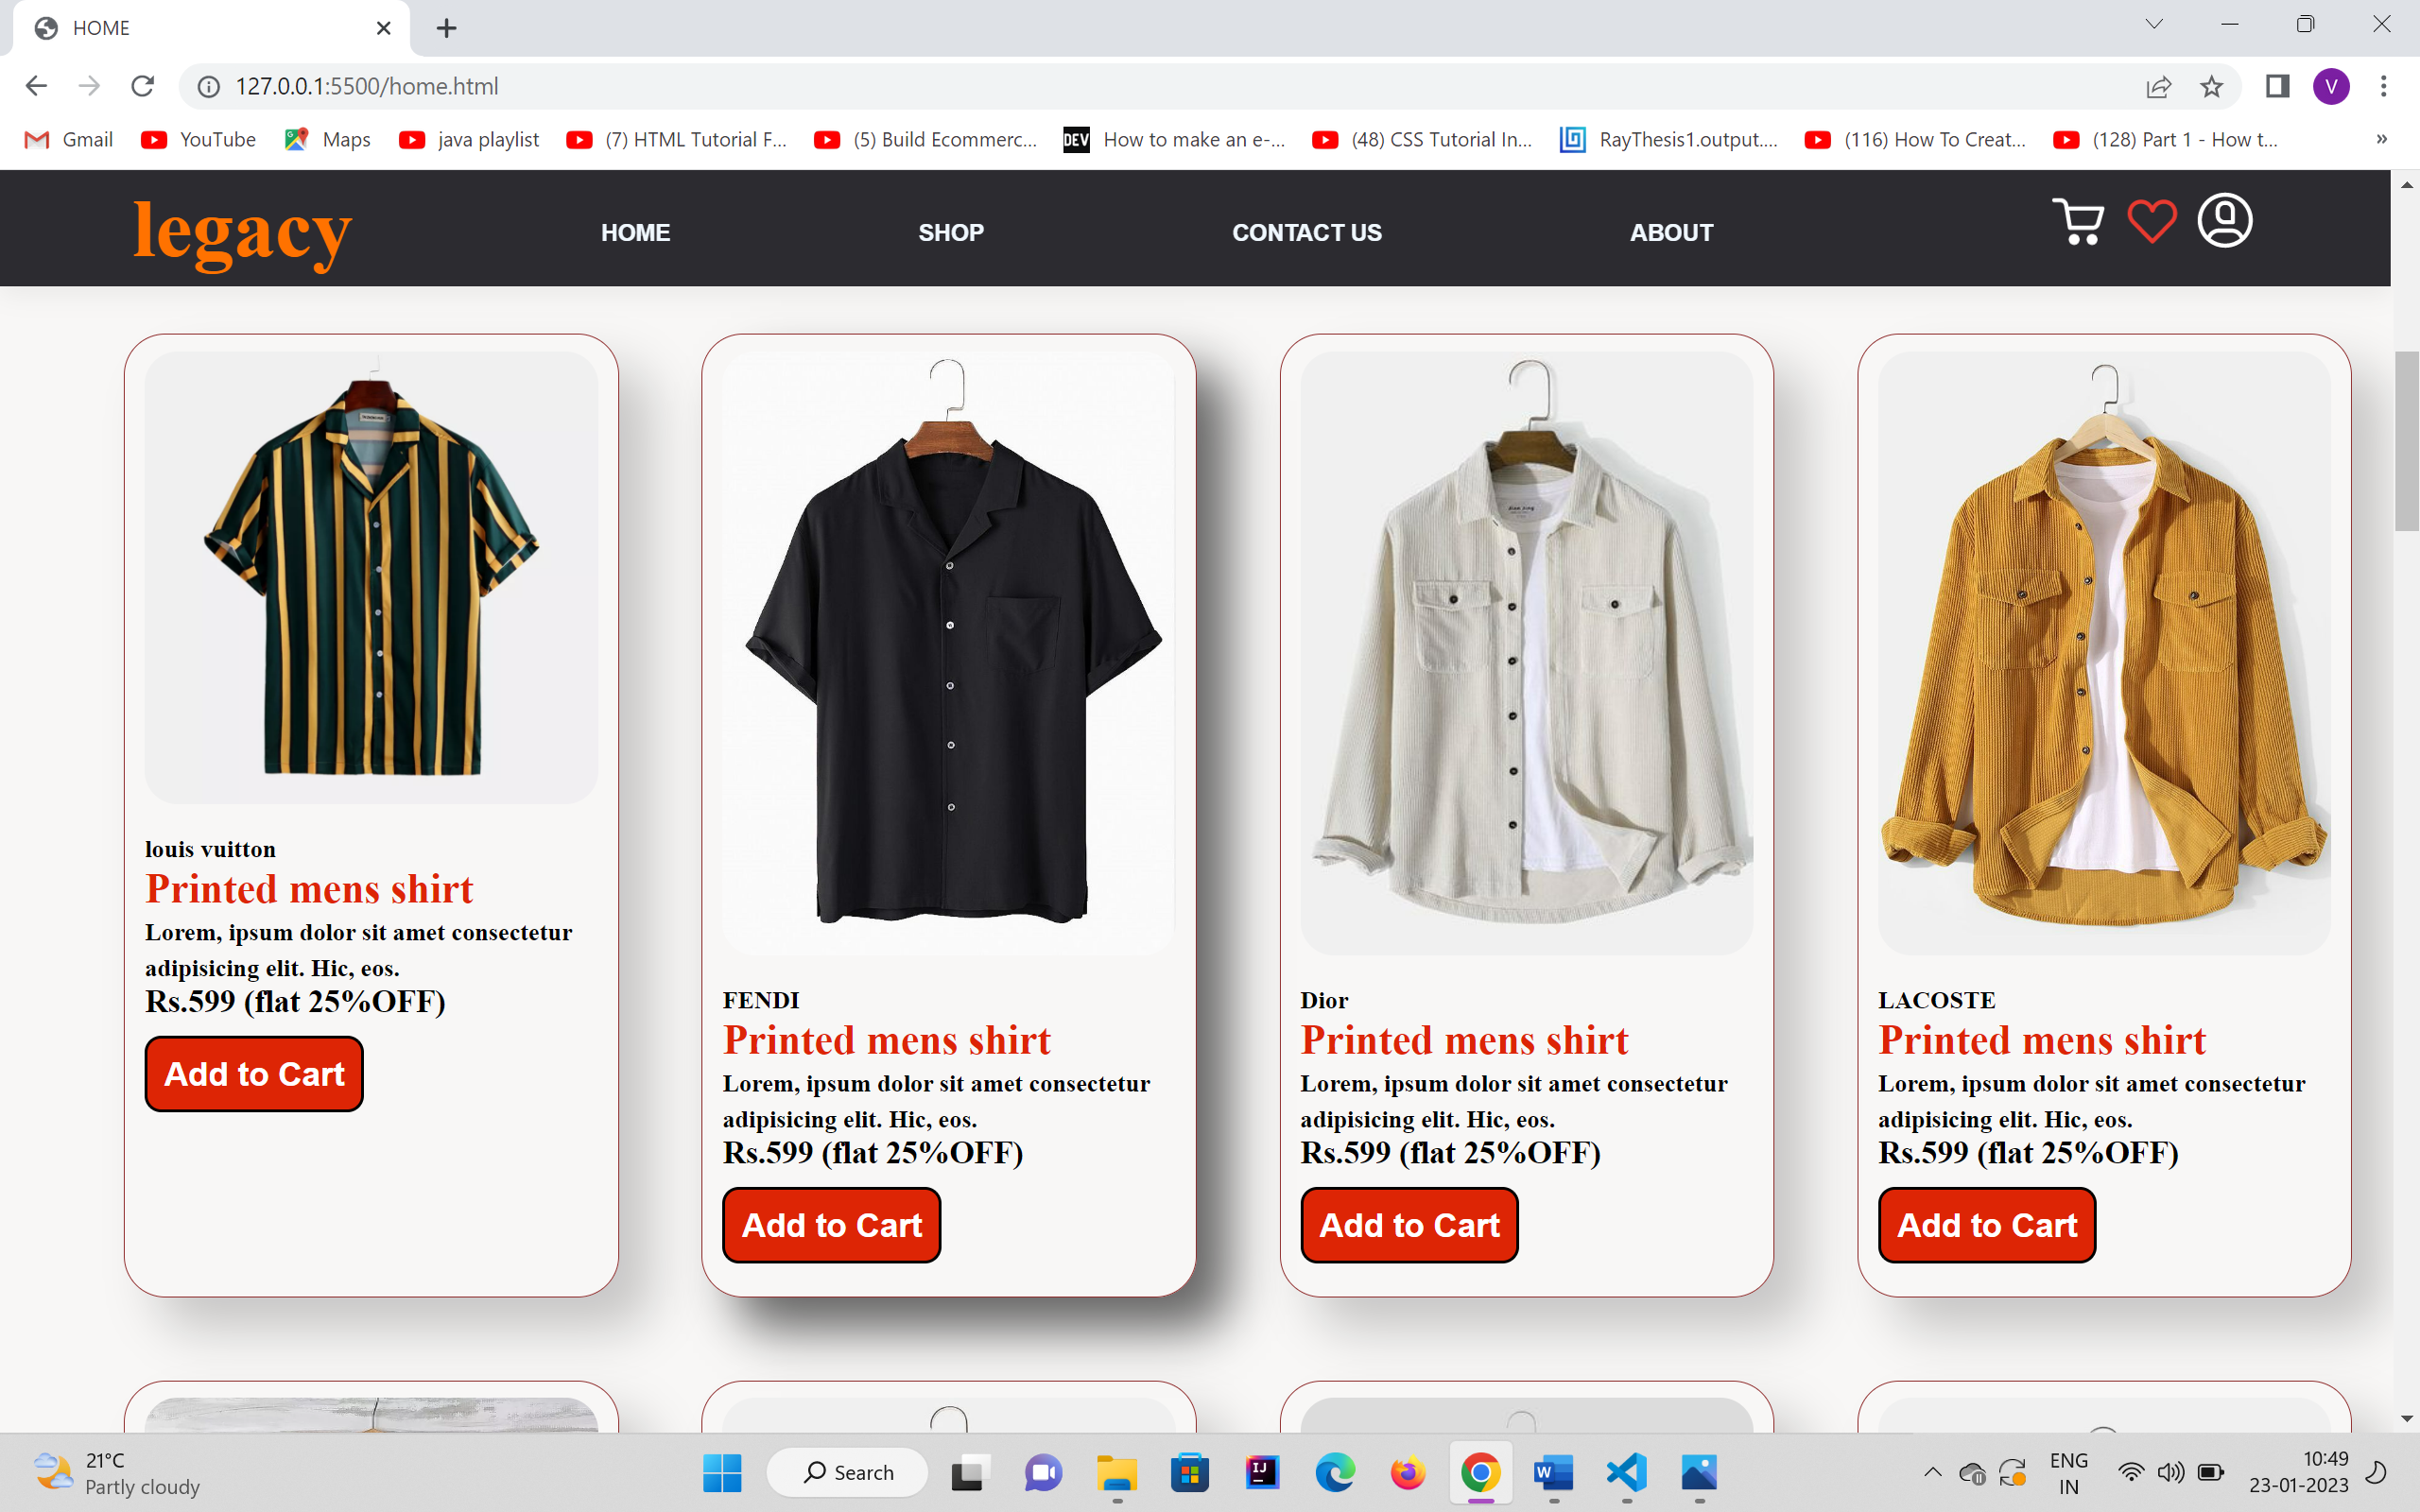 HOME
127.0.0.1:5500/home.html
Gmail
YouTube
Maps
java playlist
(7) HTML Tutorial F...
(5) Build Ecommerc...
DEV
How to make an e-...
(48) CSS Tutorial In...
RayThesis1.output....
(116) How To Creat...
(128) Part 1 - How t...
»
V
legacy
HOME
SHOP
CONTACT US
ABOUT
louis vuitton
Printed mens shirt
Lorem, ipsum dolor sit amet consectetur
adipisicing elit. Hic, eos.
Rs.599 (flat 25%OFF)
Add to Cart
FENDI
Printed mens shirt
Lorem, ipsum dolor sit amet consectetur
adipisicing elit. Hic, eos.
Rs.599 (flat 25%OFF)
Add to Cart
Dior
Printed mens shirt
Lorem, ipsum dolor sit amet consectetur
adipisicing elit. Hic, eos.
Rs.599 (flat 25%OFF)
Add to Cart
LACOSTE
Printed mens shirt
Lorem, ipsum dolor sit amet consectetur
adipisicing elit. Hic, eos.
Rs.599 (flat 25%OFF)
Add to Cart
21°C
Partly cloudy
Search
IJ
W
ENG
IN
10:49
23-01-2023